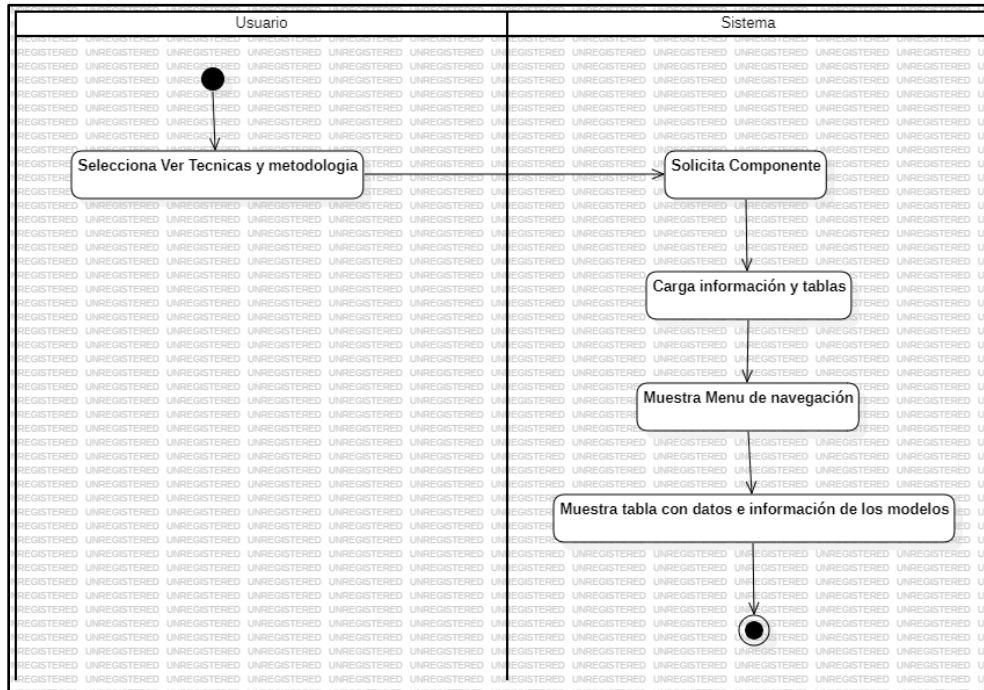 Usuario
Sistema
Selecciona Ver Tecnicas y metodologia
Solicita Componente
Carga información y tablas
Muestra Menu de navegación
Muestra tabla con datos e información de los modelos
UNREGISTERED